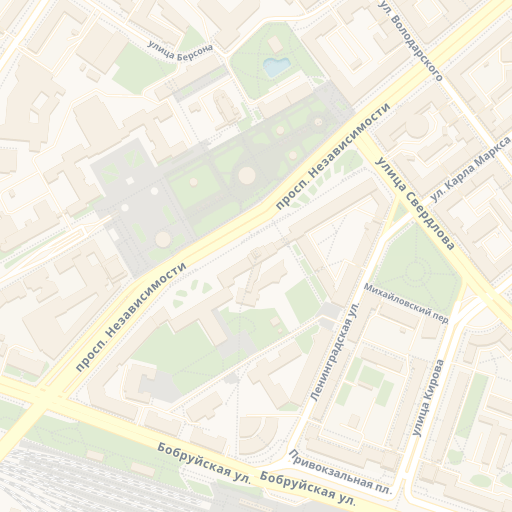 ул. Володарского
улица Берсона
просп. Независимости
ул. Карла Маркса
улица Свердлова
просп. Независимости
Михайловский пер.
Ленинградская ул.
улица Кирова
Привокзальная пл.
Бобруйская ул.
Бобруйская ул.